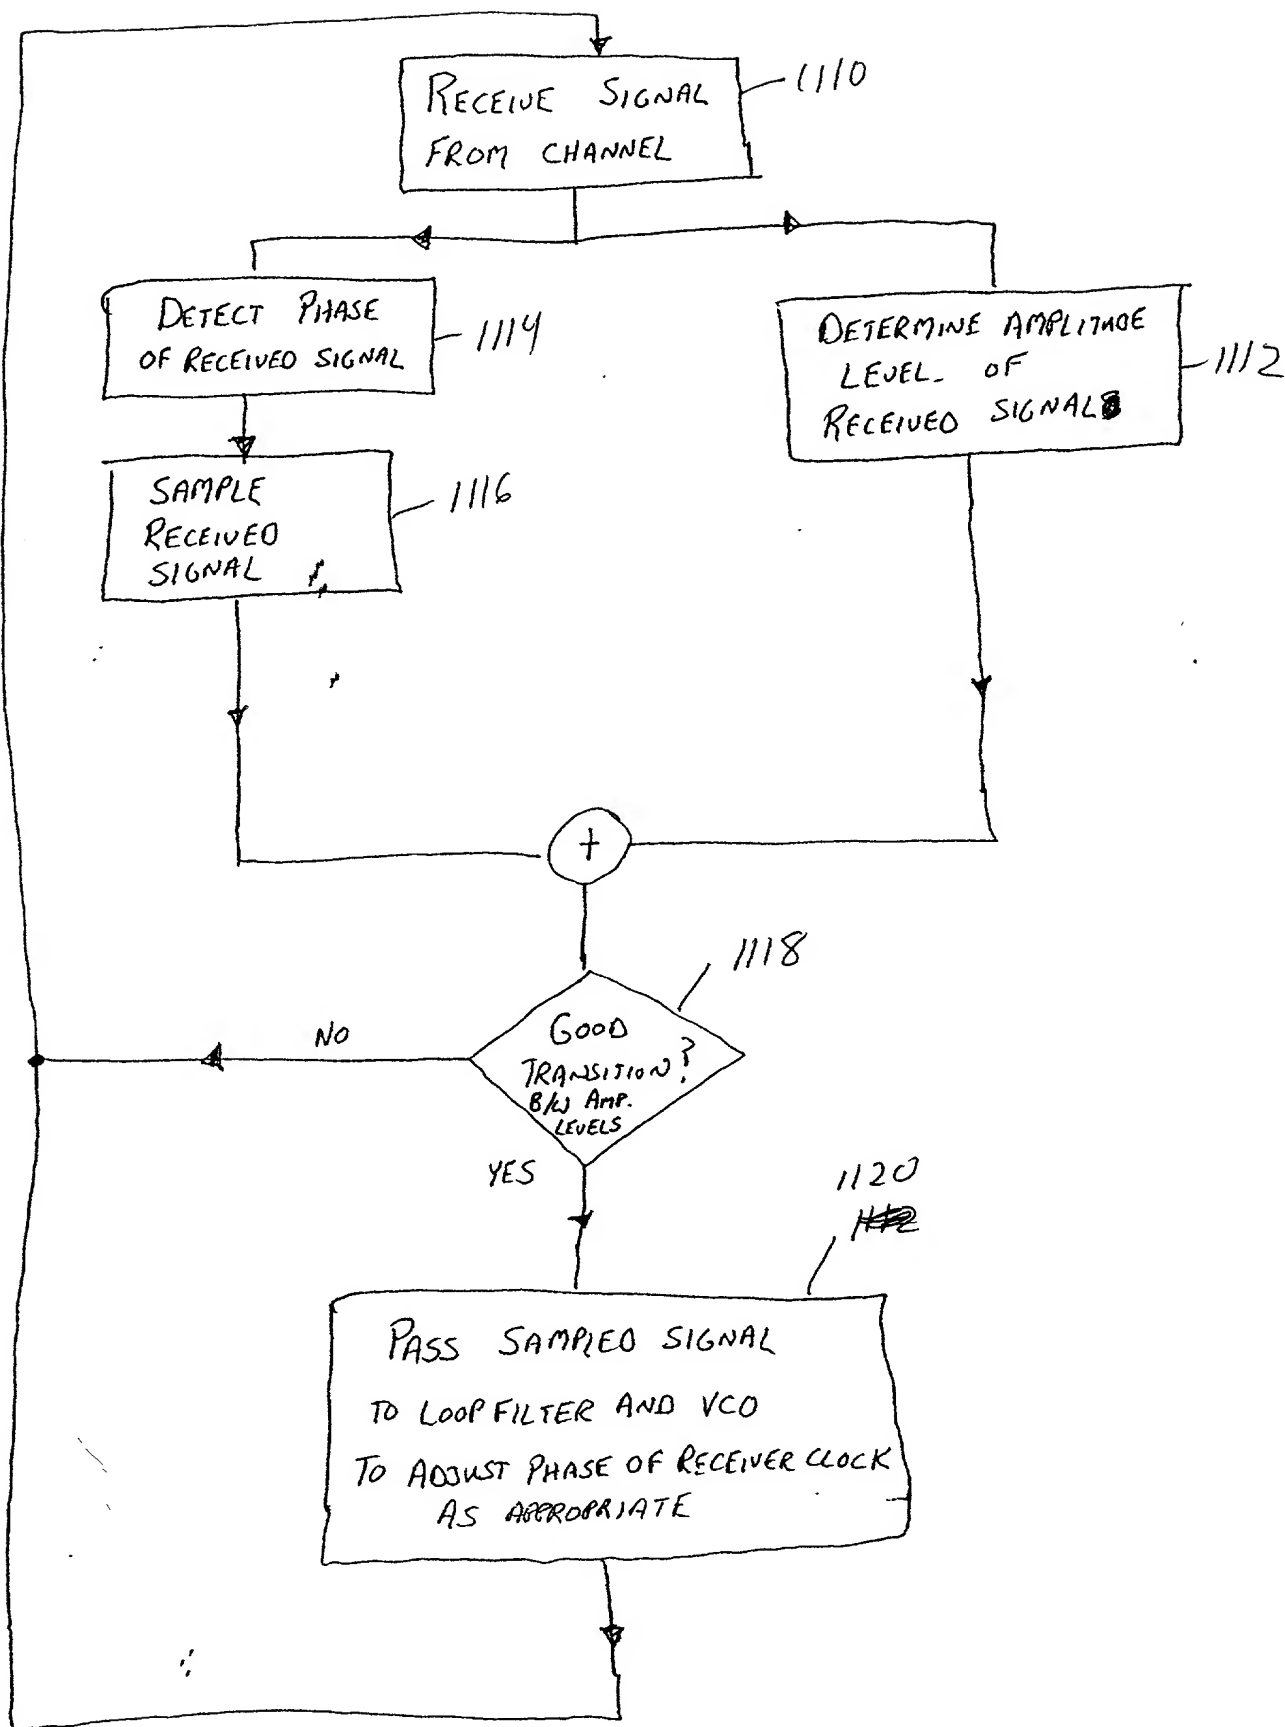 RECEIVE SIGNAL
FROM CHANNEL
1110
DETECT PHASE
OF RECEIVED SIGNAL
1114
DETERMINE AMPLITUDE
LEVEL OF
RECEIVED SIGNAL
1112
SAMPLE
RECEIVED
SIGNAL
1116
+
1118
GOOD
TRANSITION?
B/W AMP.
LEVELS
NO
YES
1120
PASS SAMPLED SIGNAL
TO LOOP FILTER AND VCO
TO ADJUST PHASE OF RECEIVER CLOCK
AS APPROPRIATE